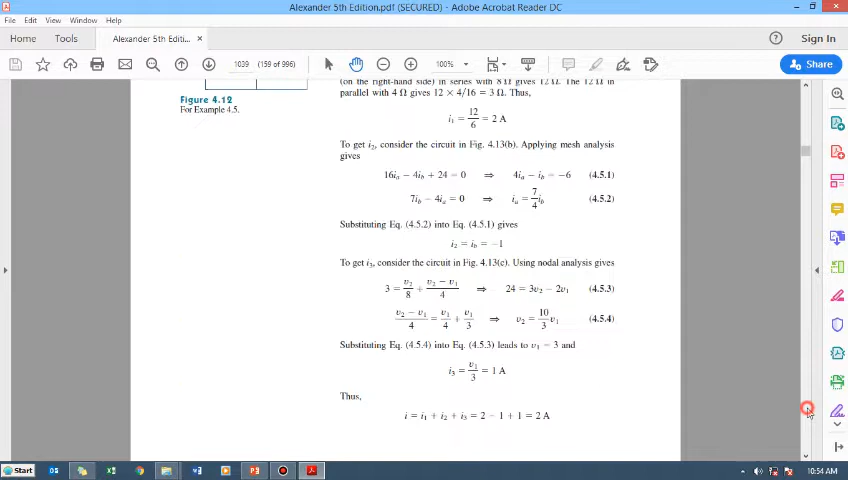 Alexander 5th Edition.pdf (SECURED) - Adobe Acrobat Reader DC
File Edit View Window Help
Home Tools Alexander 5th Editi... × Sign In
1039 (159 of 996) 100% Share
(on the right-hand side) in series with 8 Ω gives 12 Ω. The 12 Ω in
parallel with 4 Ω gives 12 × 4/16 = 3 Ω. Thus,
Figure 4.12
For Example 4.5.
i₁ = 12/6 = 2 A
To get i₂, consider the circuit in Fig. 4.13(b). Applying mesh analysis
gives
16iₐ − 4i_b + 24 = 0 ⇒ 4iₐ − i_b = −6 (4.5.1)
7i_b − 4iₐ = 0 ⇒ iₐ = 7/4 i_b (4.5.2)
Substituting Eq. (4.5.2) into Eq. (4.5.1) gives
i₂ = i_b = −1
To get i₃, consider the circuit in Fig. 4.13(c). Using nodal analysis gives
3 = v₂/8 + (v₂ − v₁)/4 ⇒ 24 = 3v₂ − 2v₁ (4.5.3)
(v₂ − v₁)/4 = v₁/4 + v₁/3 ⇒ v₂ = 10/3 v₁ (4.5.4)
Substituting Eq. (4.5.4) into Eq. (4.5.3) leads to v₁ = 3 and
i₃ = v₁/3 = 1 A
Thus,
i = i₁ + i₂ + i₃ = 2 − 1 + 1 = 2 A
Start 10:54 AM